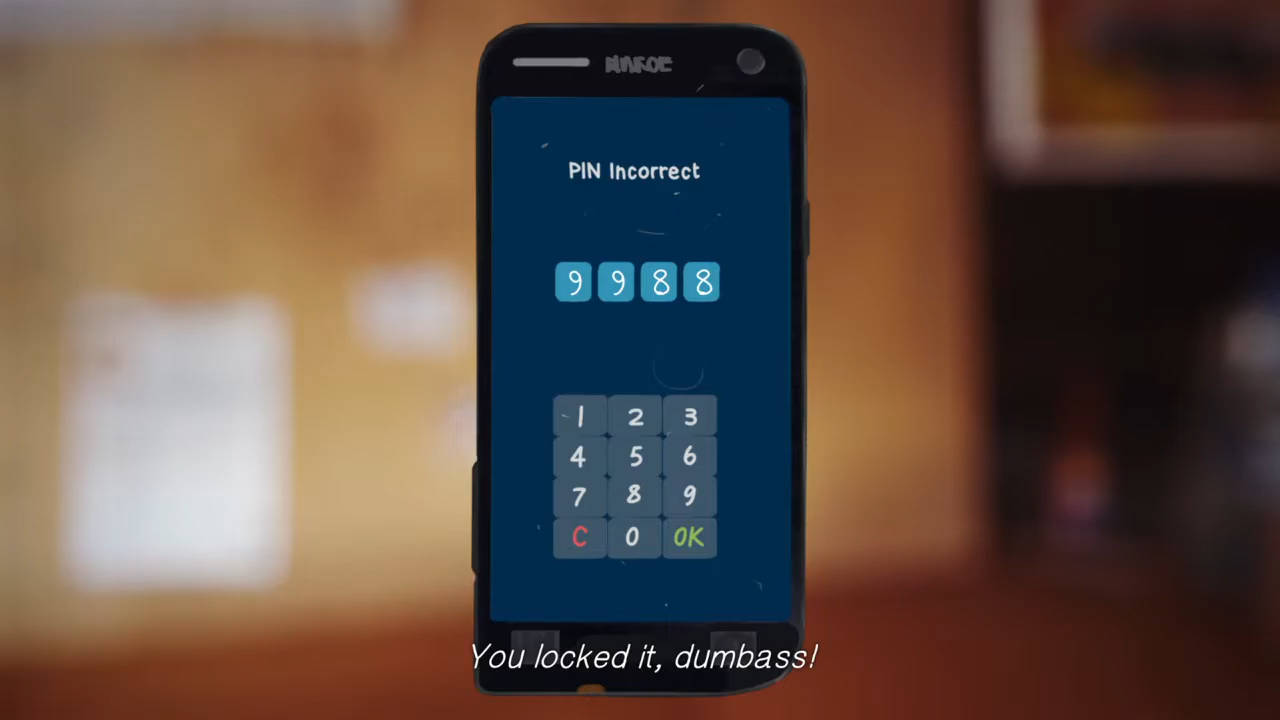 PIN Incorrect
9 9 8 8
1 2 3
4 5 6
7 8 9
C 0 OK
You locked it, dumbass!